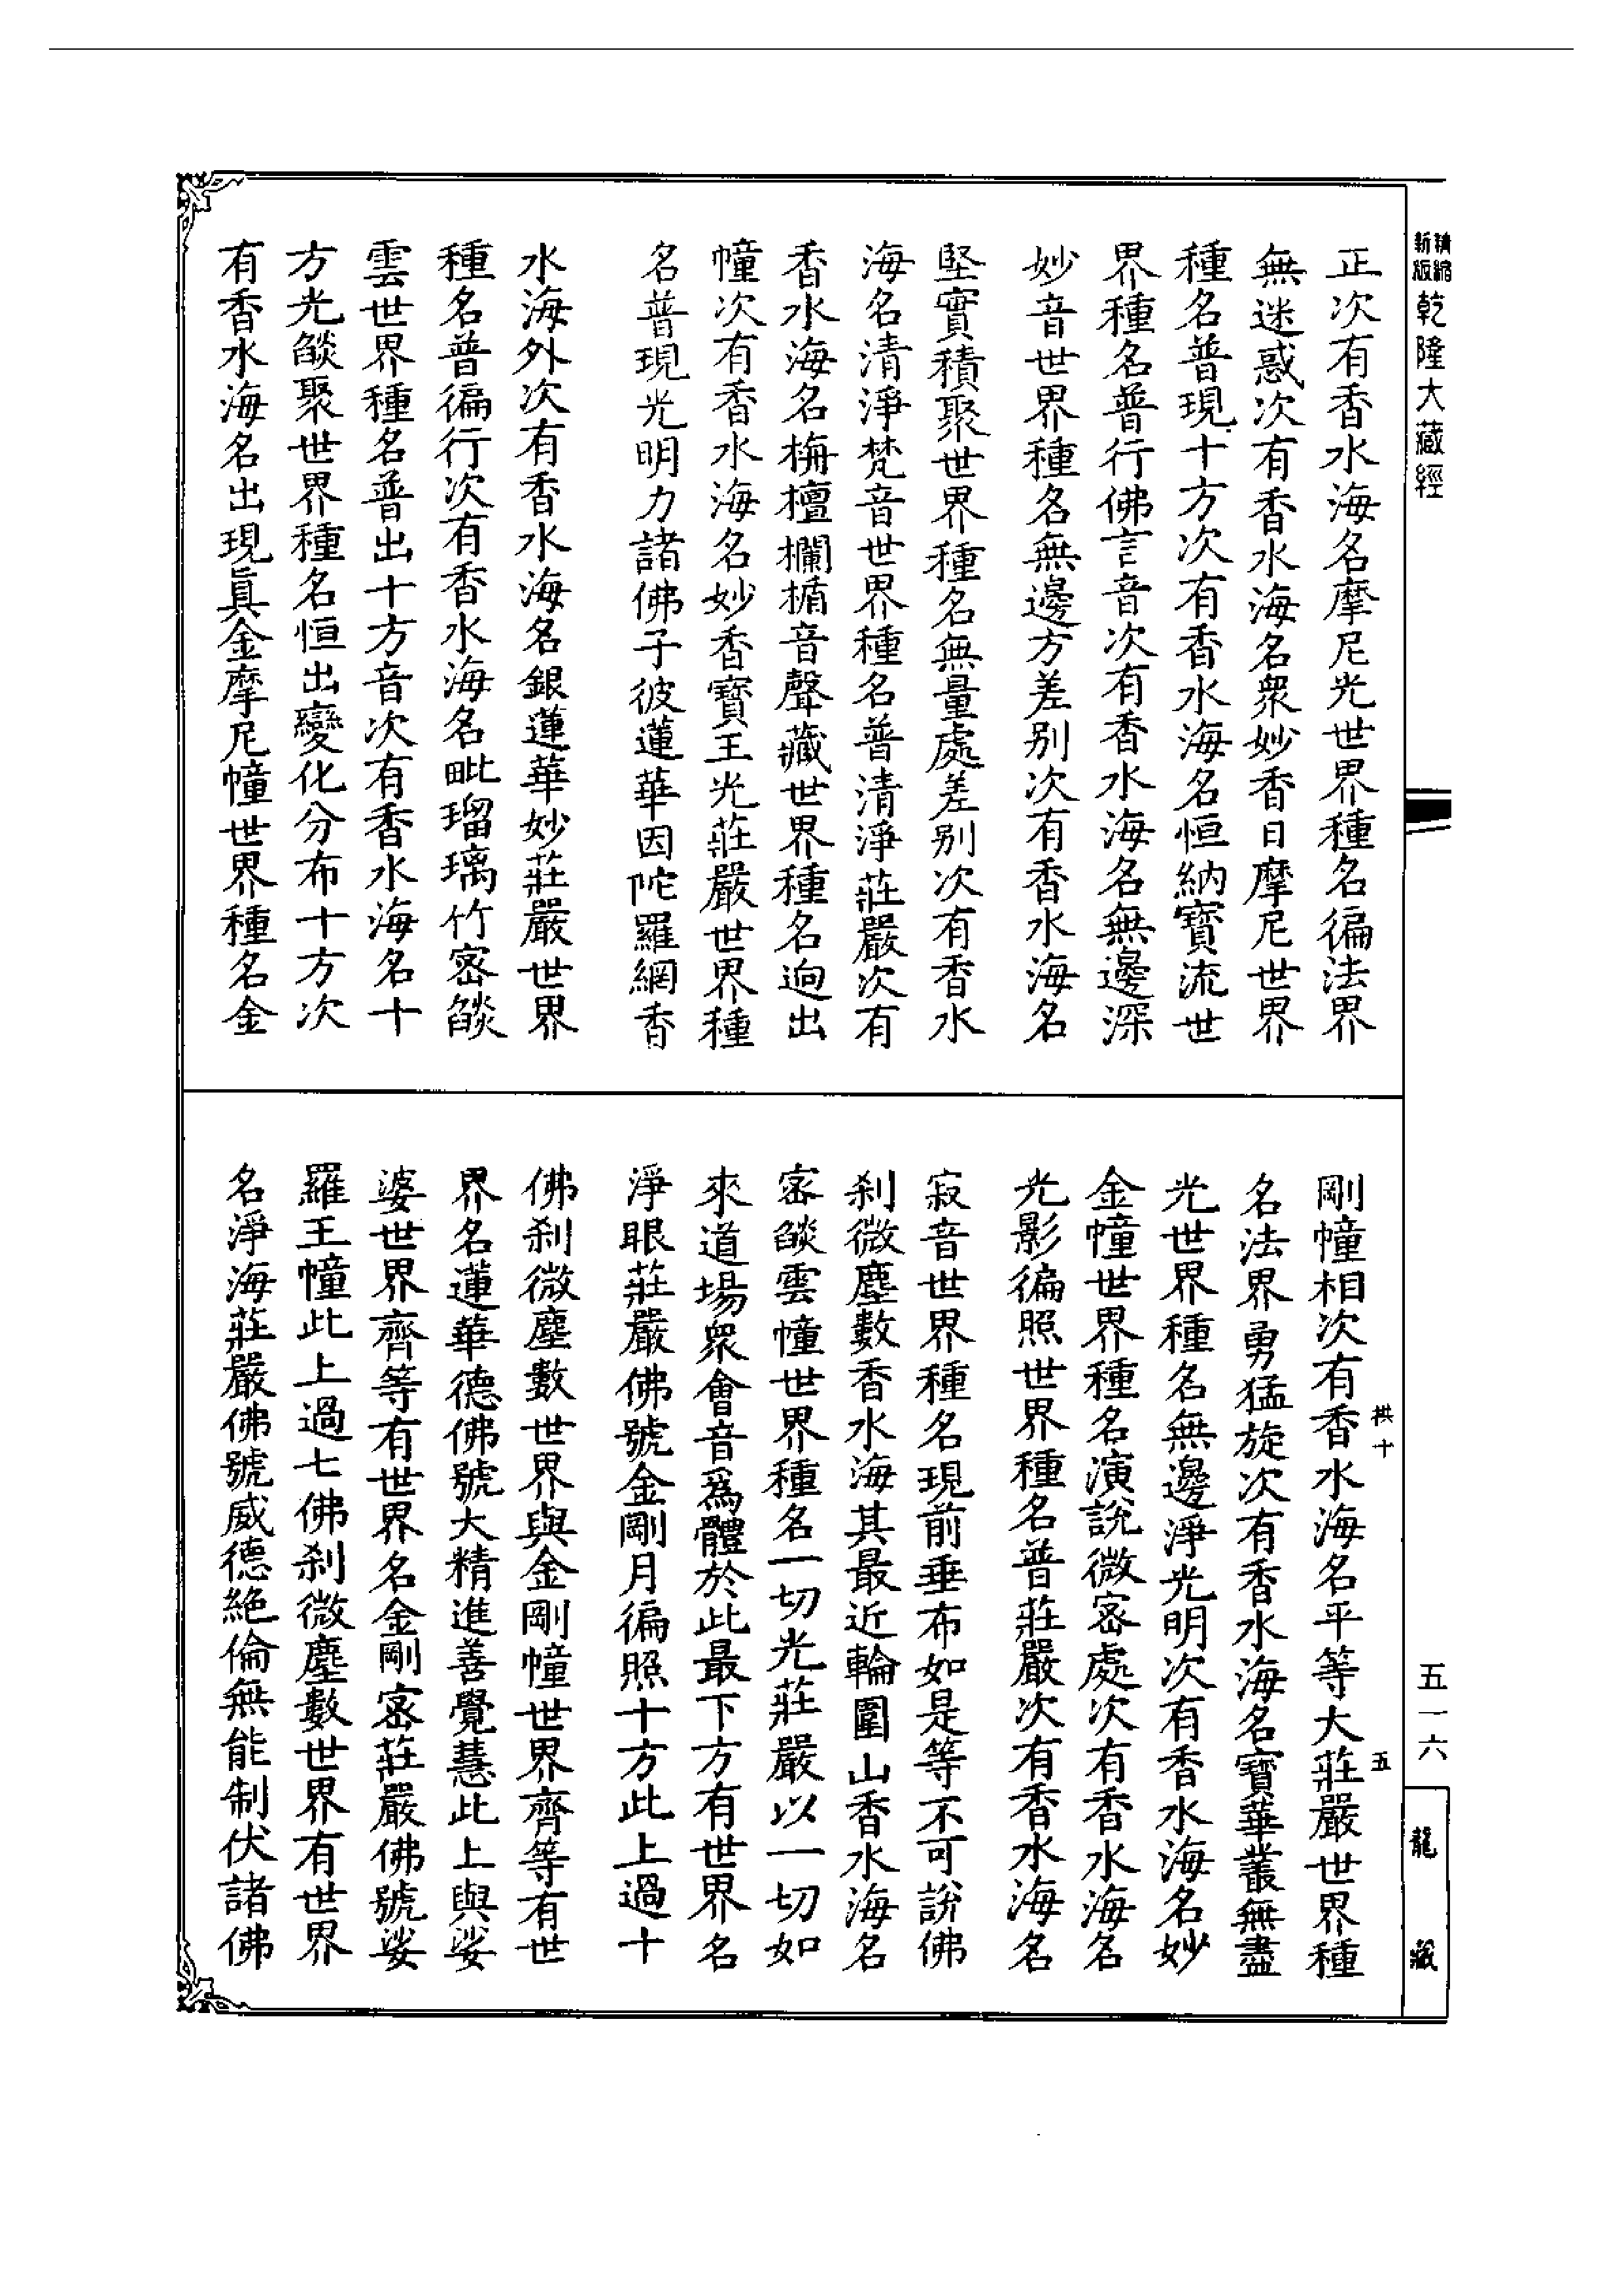 新版精縮乾隆大藏經
正次有香水海名摩尼光世界種名徧法界
無迷惑次有香水海名衆妙香日摩尼世界
種名普現十方次有香水海名恒納寶流世
界種名普行佛言音次有香水海名無邊深
妙音世界種名無邊方差別次有香水海名
堅實積聚世界種名無量處差別次有香水
海名清淨梵音世界種名普清淨莊嚴次有
香水海名栴檀欄楯音聲藏世界種名逈出
幢次有香水海名妙香寶王光莊嚴世界種
名普現光明力諸佛子彼蓮華因陀羅網香
水海外次有香水海名銀蓮華妙莊嚴世界
種名普徧行次有香水海名毗瑠璃竹密燄
雲世界種名普出十方音次有香水海名十
方光燄聚世界種名恒出變化分布十方次
有香水海名出現眞金摩尼幢世界種名金
剛幢相次有香水海名平等大莊嚴世界種
名法界勇猛旋次有香水海名寶華叢無盡
光世界種名無邊淨光明次有香水海名妙
金幢世界種名演說微密處次有香水海名
光影徧照世界種名普莊嚴次有香水海名
寂音世界種名現前垂布如是等不可說佛
刹微塵數香水海其最近輪圍山香水海名
密燄雲幢世界種名一切光莊嚴以一切如
來道場衆會音爲體於此最下方有世界名
淨眼莊嚴佛號金剛月徧照十方此上過十
佛刹微塵數世界與金剛幢世界齊等有世
界名蓮華德佛號大精進善覺慧此上與娑
婆世界齊等有世界名金剛密莊嚴佛號娑
羅王幢此上過七佛刹微塵數世界有世界
名淨海莊嚴佛號威德絶倫無能制伏諸佛
拱十
五
五一六
龍藏